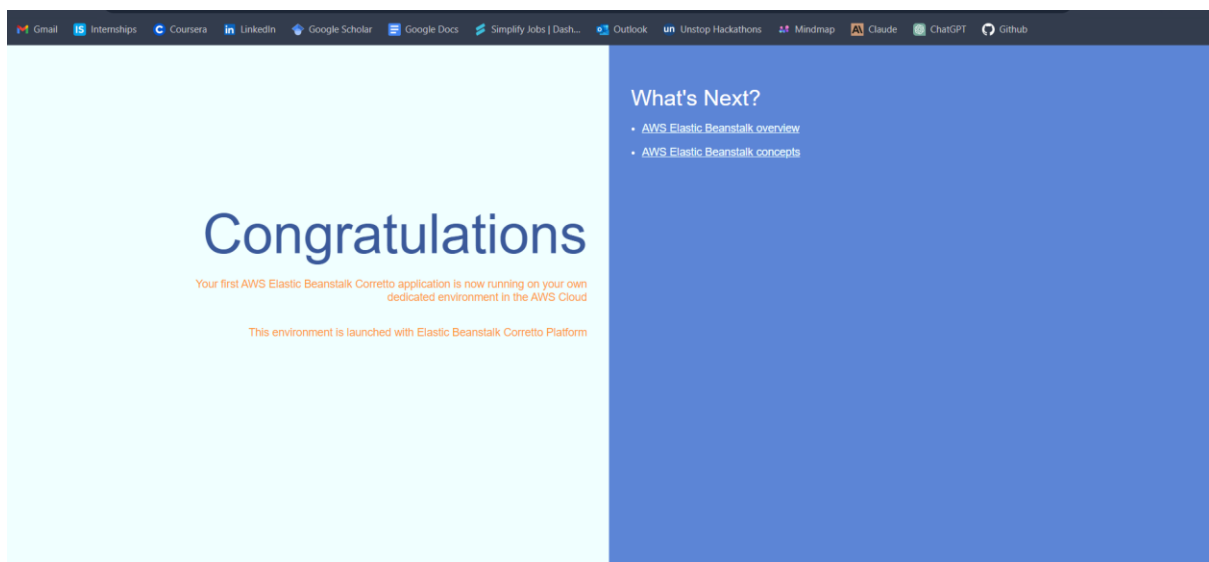 Gmail Internships Coursera LinkedIn Google Scholar Google Docs Simplify Jobs | Dash... Outlook Unstop Hackathons Mindmap Claude ChatGPT Github
Congratulations
Your first AWS Elastic Beanstalk Corretto application is now running on your own
dedicated environment in the AWS Cloud
This environment is launched with Elastic Beanstalk Corretto Platform
What's Next?
• AWS Elastic Beanstalk overview
• AWS Elastic Beanstalk concepts